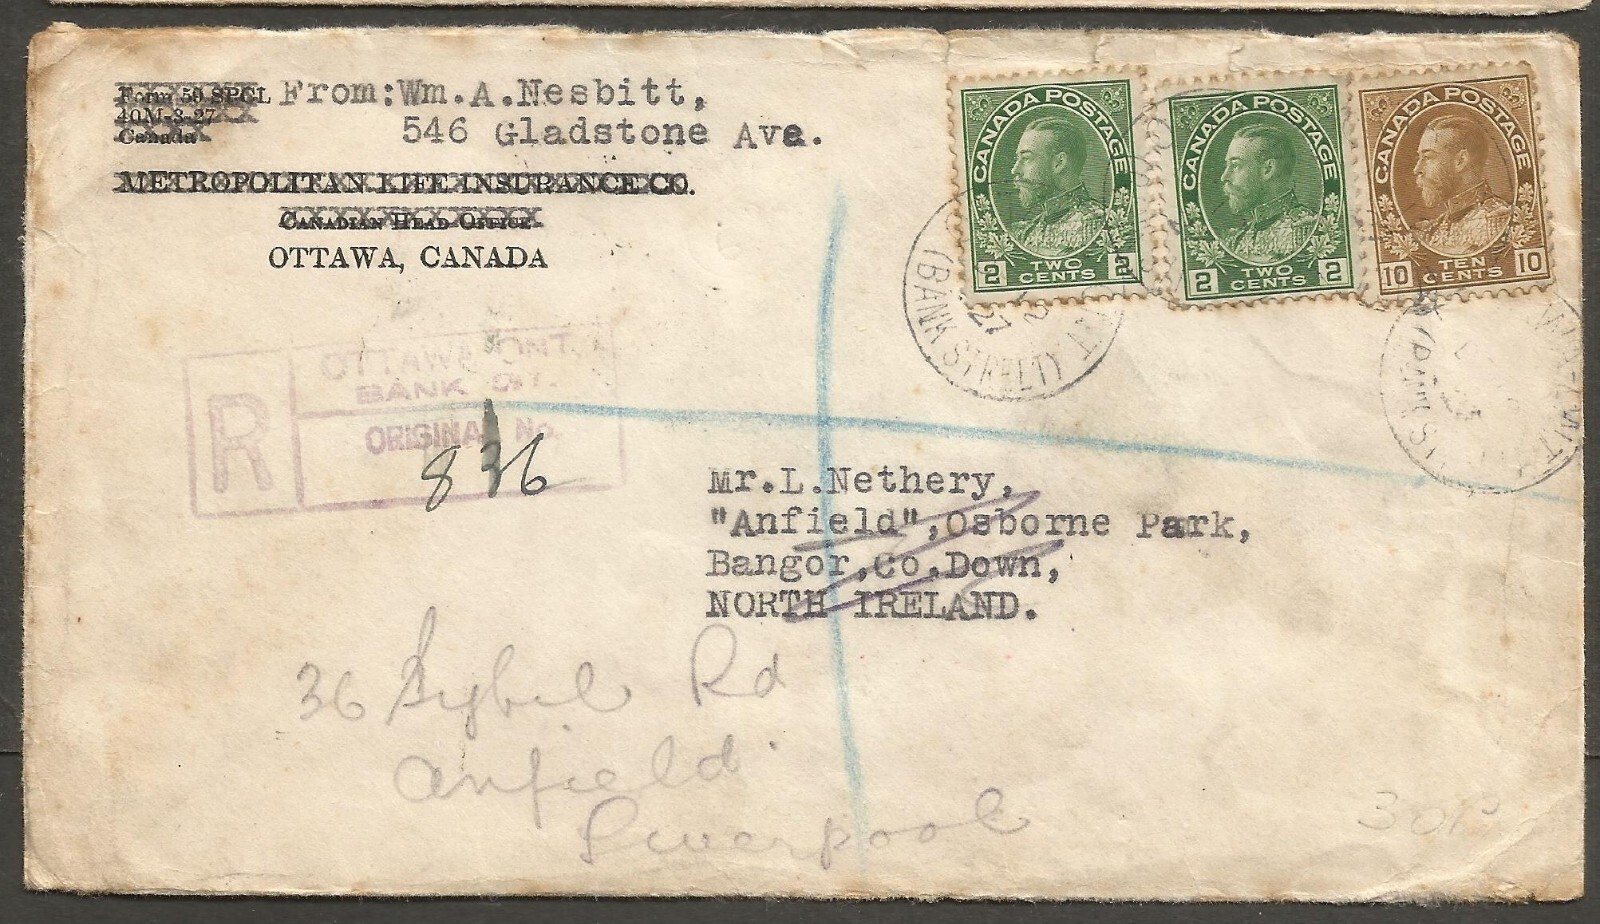 Form 50 SPCL
40M-3-27
Canada
From:Wm.A.Nesbitt,
546 Gladstone Ave.
METROPOLITAN LIFE INSURANCE CO.
CANADIAN HEAD OFFICE
OTTAWA, CANADA
CANADA POSTAGE
2 TWO CENTS 2
CANADA POSTAGE
2 TWO CENTS 2
CANADA POSTAGE
10 TEN CENTS 10
(BANK STREET)
27
R
OTTAWA ONT.
BANK ST.
ORIGINAL No.
836
Mr.L.Nethery,
"Anfield",Osborne Park,
Bangor,Co,Down,
NORTH IRELAND.
36 Sybil Rd
Anfield
Liverpool